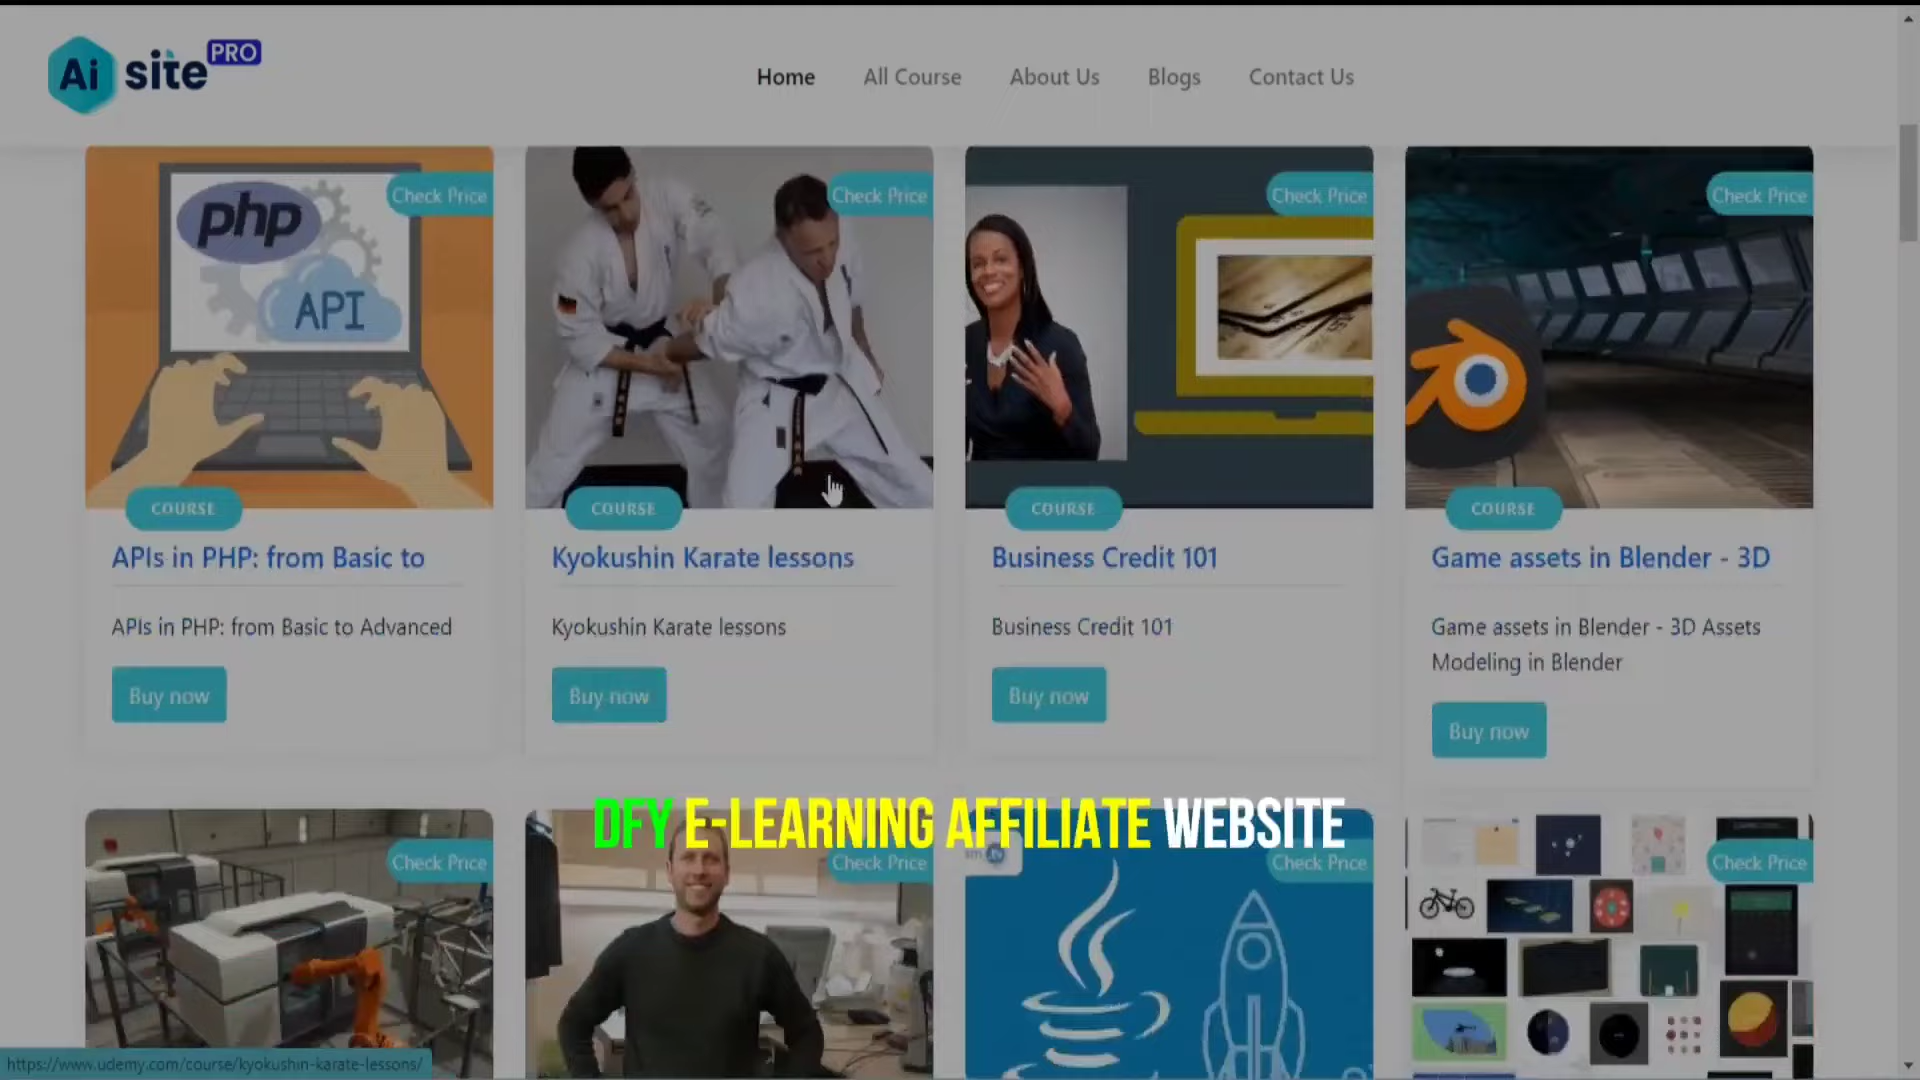 Ai site PRO
Home
All Course
About Us
Blogs
Contact Us
php
API
Check Price
Check Price
Check Price
Check Price
COURSE
COURSE
COURSE
COURSE
APIs in PHP: from Basic to
Kyokushin Karate lessons
Business Credit 101
Game assets in Blender - 3D
APIs in PHP: from Basic to Advanced
Kyokushin Karate lessons
Business Credit 101
Game assets in Blender - 3D Assets
Modeling in Blender
Buy now
Buy now
Buy now
Buy now
DFY E-LEARNING AFFILIATE WEBSITE
Check Price
Check Price
Check Price
Check Price
https://www.udemy.com/course/kyokushin-karate-lessons/